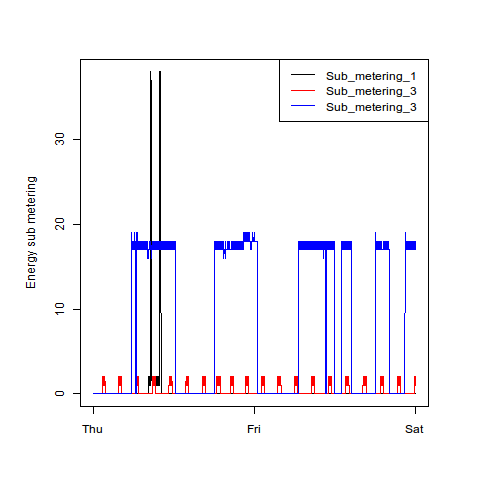 Sub_metering_1
Sub_metering_3
Sub_metering_3
Energy sub metering
30
20
10
0
Thu Fri Sat